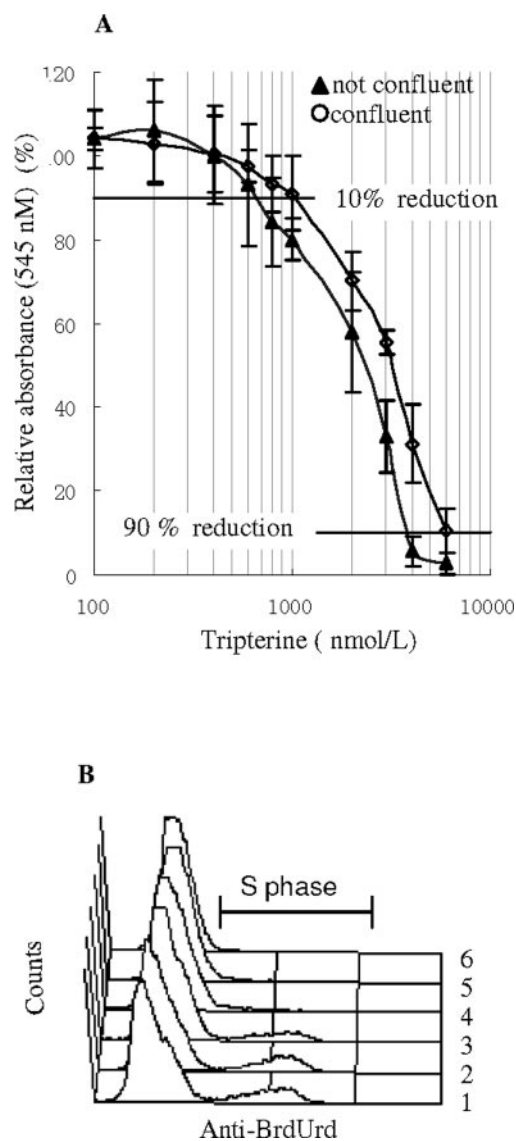 A
120
not confluent
confluent
.00
10% reduction
80
60
40
20
90 % reduction
.0
100
1000
10000
Relative absorbance (545 nM) (%)
Tripterine ( nmol/L)
B
S phase
Counts
6
5
4
3
2
1
Anti-BrdUrd